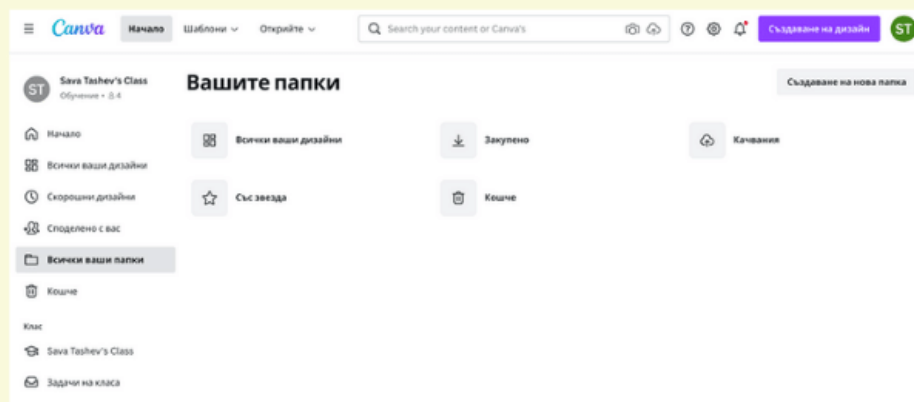 Canva
Начало
Шаблони
Открийте
Search your content or Canva's
Създаване на дизайн
ST
ST
Sava Tashev's Class
Обучение • 4
Вашите папки
Създаване на нова папка
Начало
Всички ваши дизайни
Скорошни дизайни
Споделено с вас
Всички ваши папки
Кошче
Всички ваши дизайни
Закупено
Качвания
Със звезда
Кошче
Клас
Sava Tashev's Class
Задачи на класа